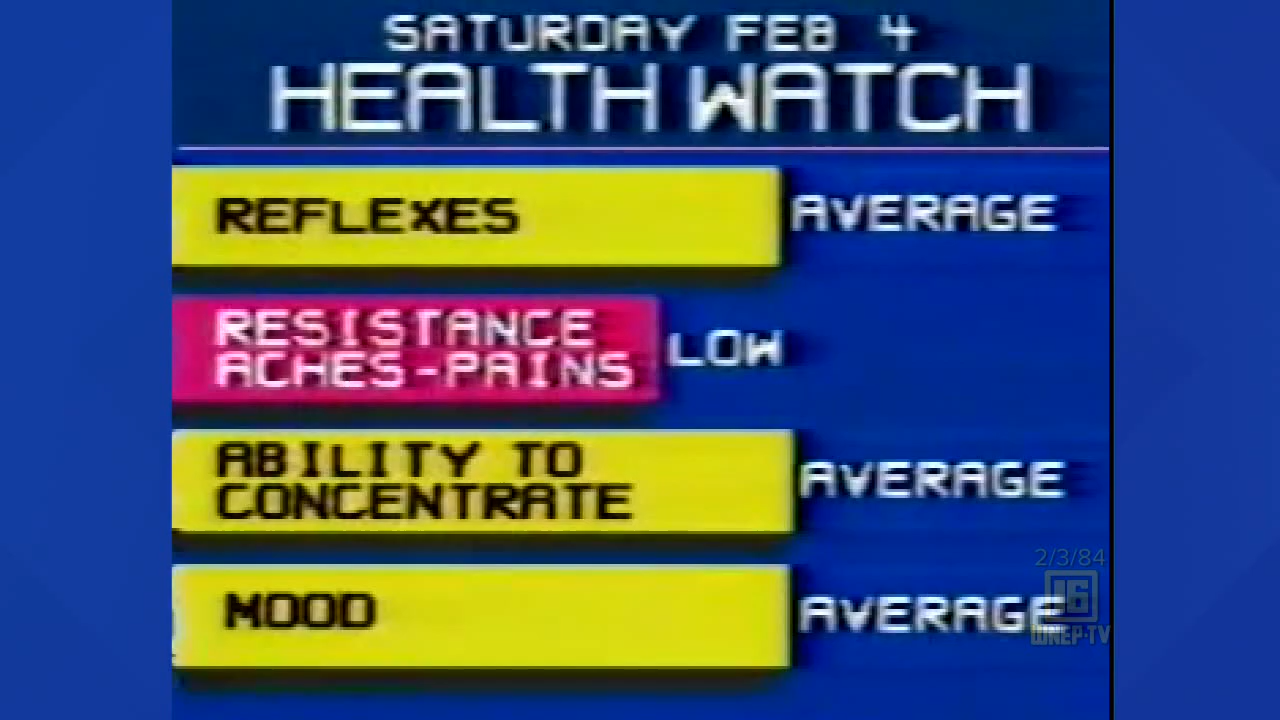 SATURDAY FEB 4
HEALTH WATCH
REFLEXES AVERAGE
RESISTANCE
ACHES-PAINS LOW
ABILITY TO
CONCENTRATE AVERAGE
MOOD AVERAGE
2/3/84
16
WNEP-TV